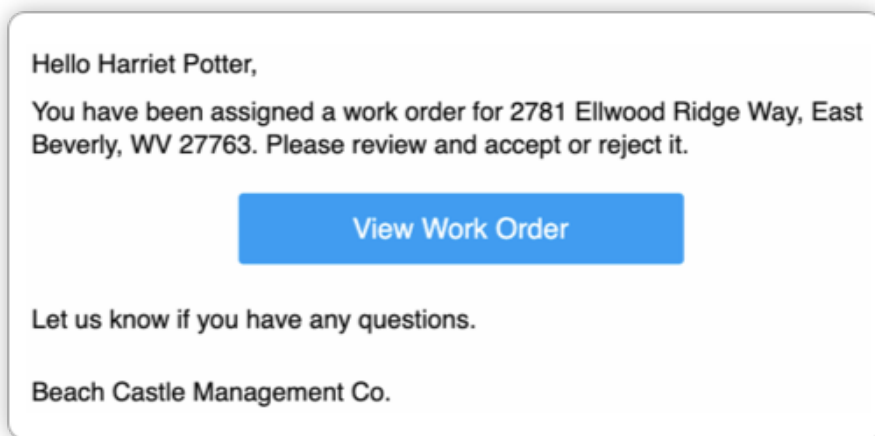 Hello Harriet Potter,
You have been assigned a work order for 2781 Ellwood Ridge Way, East
Beverly, WV 27763. Please review and accept or reject it.
View Work Order
Let us know if you have any questions.
Beach Castle Management Co.